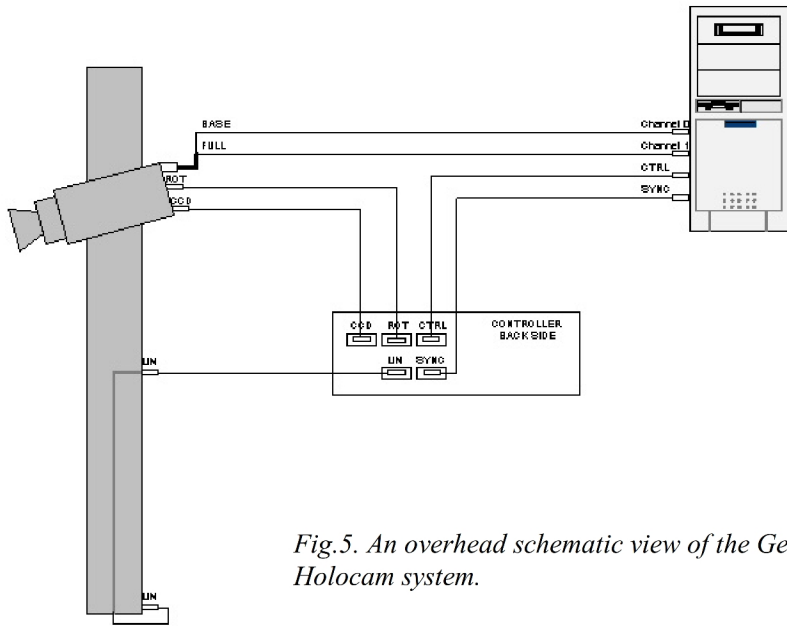 BASE
FULL
ROT
CCD
Channel 0
Channel 1
CTRL
SYNC
CCD ROT CTRL
CONTROLLER
BACKSIDE
LIN SYNC
LIN
LIN
Fig.5. An overhead schematic view of the Ge
Holocam system.